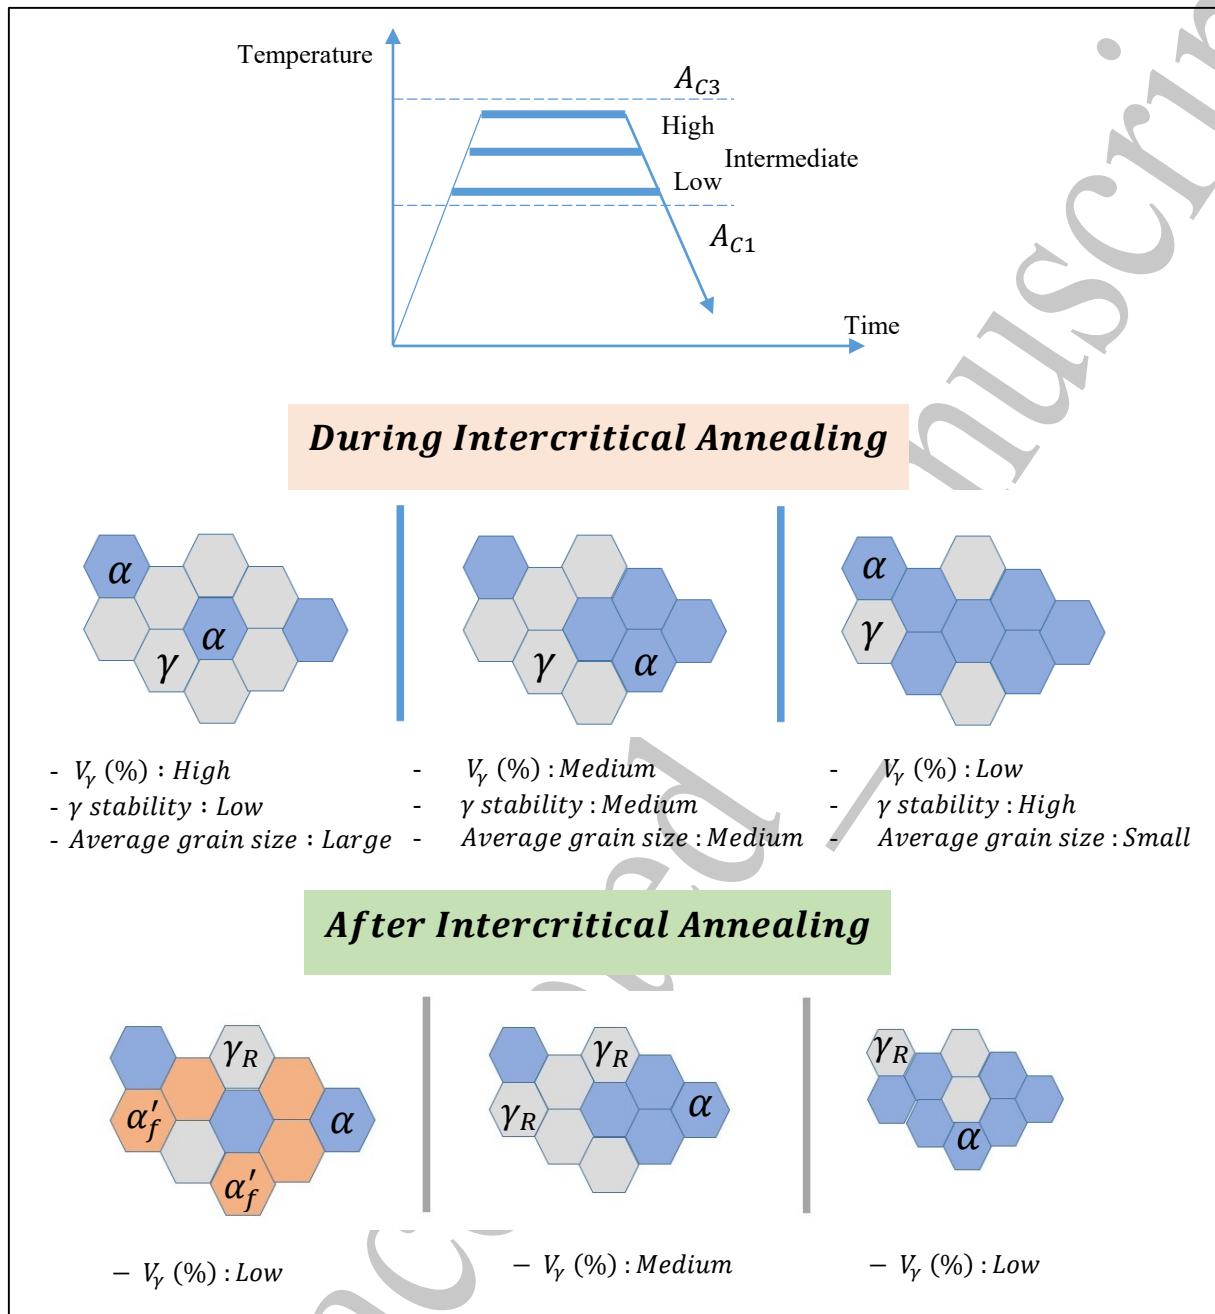 Temperature
A_{C3}
High
Intermediate
Low
A_{C1}
Time
During Intercritical Annealing
α
α
γ
γ
α
α
γ
- V_γ (%) : High
- γ stability : Low
- Average grain size : Large
- V_γ (%) : Medium
- γ stability : Medium
- Average grain size : Medium
- V_γ (%) : Low
- γ stability : High
- Average grain size : Small
After Intercritical Annealing
γ_R
α'_f
α
α'_f
γ_R
γ_R
α
γ_R
α
− V_γ (%) : Low
− V_γ (%) : Medium
− V_γ (%) : Low